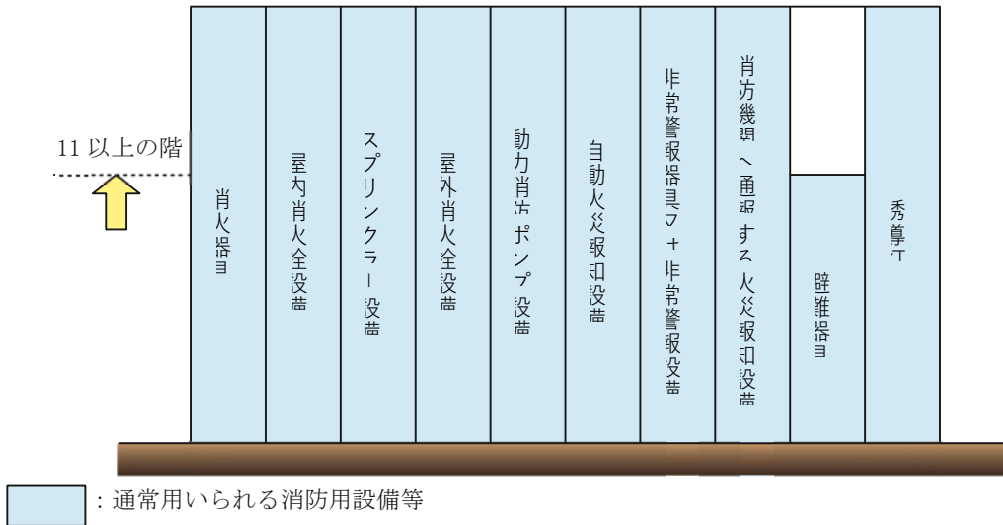 11 以上の階
消火器具
屋内消火栓設備
スプリンクラー設備
屋外消火栓設備
動力消防ポンプ設備
自動火災報知設備
非常警報器具又は非常警報設備
消防機関へ通報する火災報知設備
避難器具
誘導灯
：通常用いられる消防用設備等